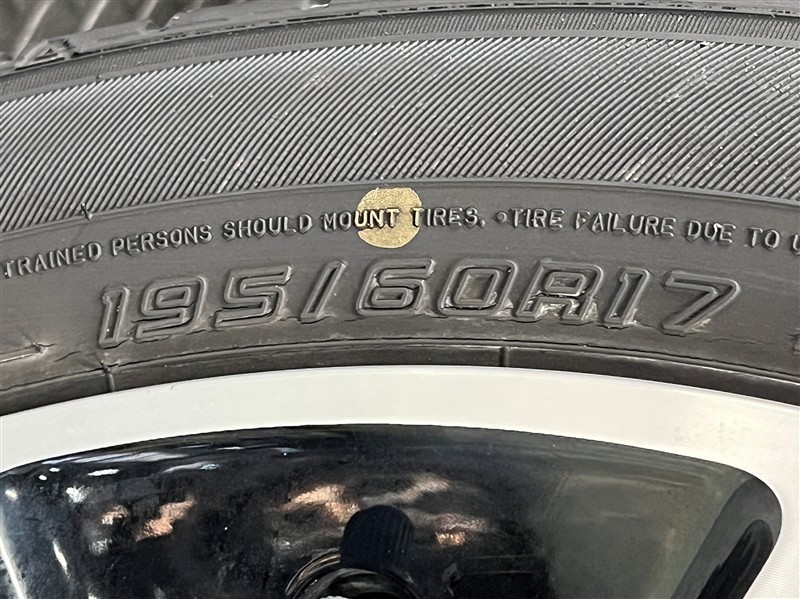 TRAINED PERSONS SHOULD MOUNT TIRES. •TIRE FAILURE DUE TO
195/60R17